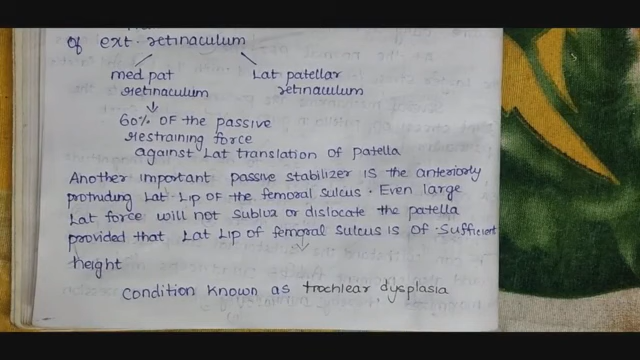 of ext. retinaculum
med pat Lat patellar
retinaculum retinaculum
60% OF the passive
restraining force
against Lat translation of patella
Another important passive stabilizer is the anteriorly
protruding Lat. Lip of the femoral sulcus. Even large
Lat force will not sublux or dislocate the patella
provided that Lat Lip of femoral sulcus is of sufficient
height
Condition known as trochlear dysplasia